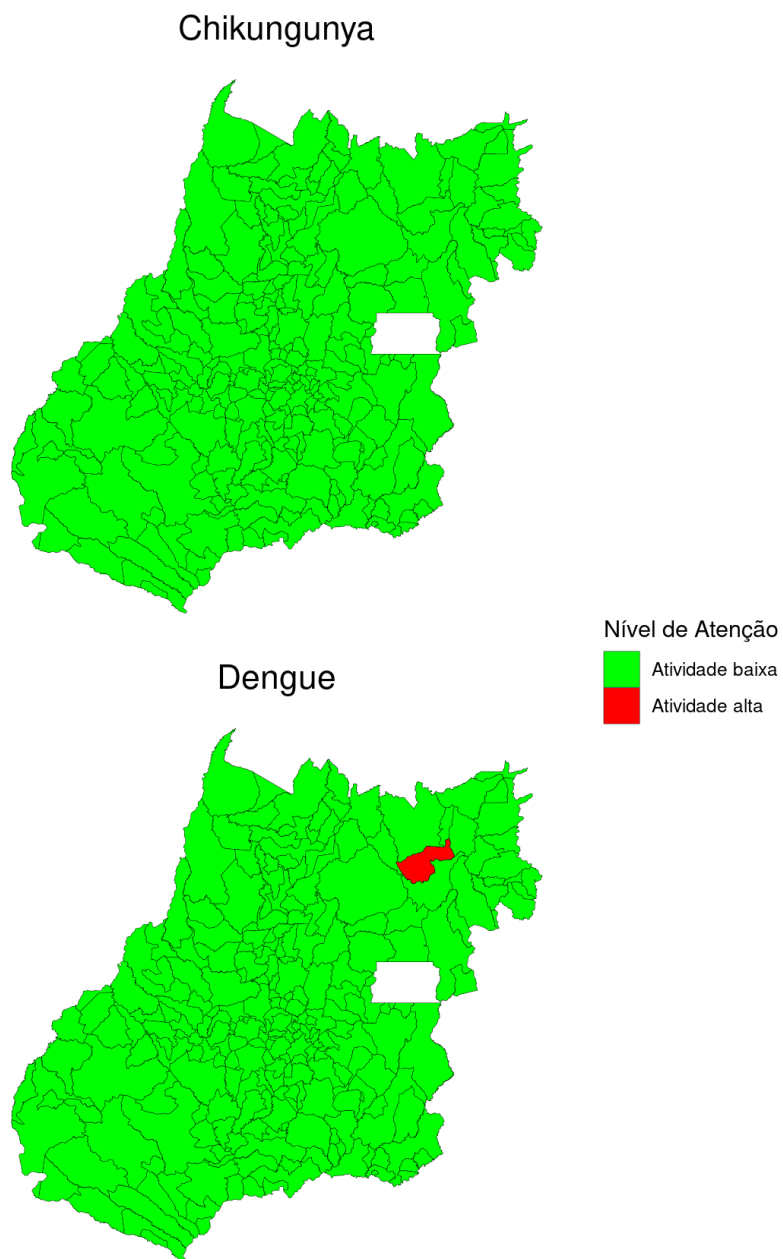 Chikungunya
Nível de Atenção
Atividade baixa
Atividade alta
Dengue